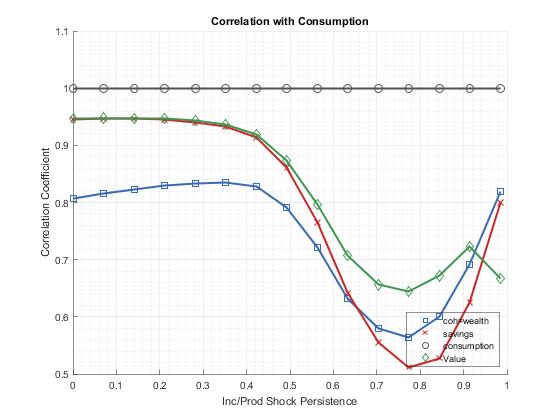 Correlation with Consumption
1.1
1
0.9
0.8
0.7
0.6
0.5
Correlation Coefficient
coh=wealth
savings
consumption
Value
0 0.1 0.2 0.3 0.4 0.5 0.6 0.7 0.8 0.9 1
Inc/Prod Shock Persistence